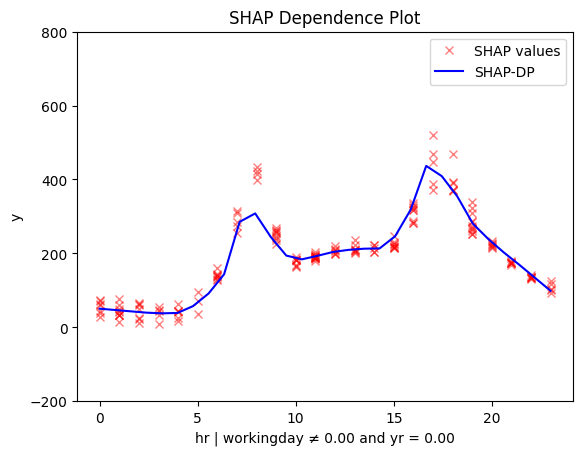 SHAP Dependence Plot
SHAP values
SHAP-DP
y
800
600
400
200
0
−200
0 5 10 15 20
hr | workingday ≠ 0.00 and yr = 0.00